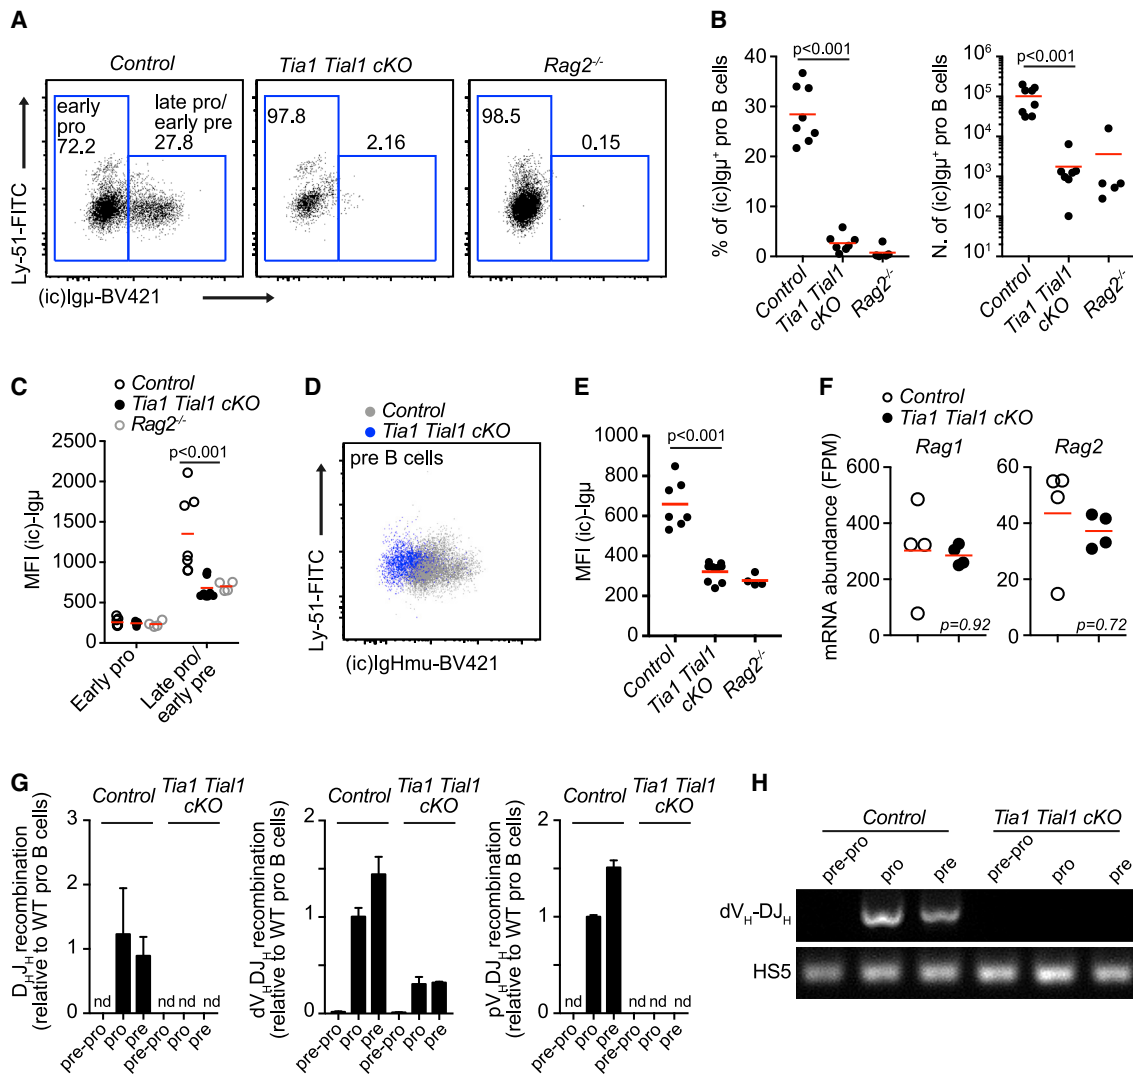 A
Control
Tia1 Tial1 cKO
Rag2-/-
early
pro
72.2
late pro/
early pre
27.8
97.8
2.16
98.5
0.15
Ly-51-FITC
(ic)Igµ-BV421
B
% of (ic)Igµ+ pro B cells
40
30
20
10
0
p<0.001
Control
Tia1 Tial1
cKO
Rag2-/-
N. of (ic)Igµ+ pro B cells
10^6
10^5
10^4
10^3
10^2
10^1
p<0.001
Control
Tia1 Tial1
cKO
Rag2-/-
C
Control
Tia1 Tial1 cKO
Rag2-/-
MFI (ic)-Igµ
2500
2000
1500
1000
500
0
p<0.001
Early pro
Late pro/
early pre
D
Control
Tia1 Tial1 cKO
pre B cells
Ly-51-FITC
(ic)IgHmu-BV421
E
MFI (ic)-Igµ
1000
800
600
400
200
0
p<0.001
Control
Tia1 Tial1
cKO
Rag2-/-
F
Control
Tia1 Tial1 cKO
mRNA abundance (FPM)
Rag1
600
300
0
p=0.92
Rag2
60
40
20
0
p=0.72
G
Control
Tia1 Tial1
cKO
DHJH recombination
(relative to WT pro B cells)
3
2
1
0
nd
nd
nd
nd
pre-pro
pro
pre
pre-pro
pro
pre
Control
Tia1 Tial1
cKO
dVHDJH recombination
(relative to WT pro B cells)
2
1
0
pre-pro
pro
pre
pre-pro
pro
pre
Control
Tia1 Tial1
cKO
pVHDJH recombination
(relative to WT pro B cells)
2
1
0
nd
nd
nd
nd
pre-pro
pro
pre
pre-pro
pro
pre
H
Control
Tia1 Tial1 cKO
pre-pro
pro
pre
pre-pro
pro
pre
dVH-DJH
HS5